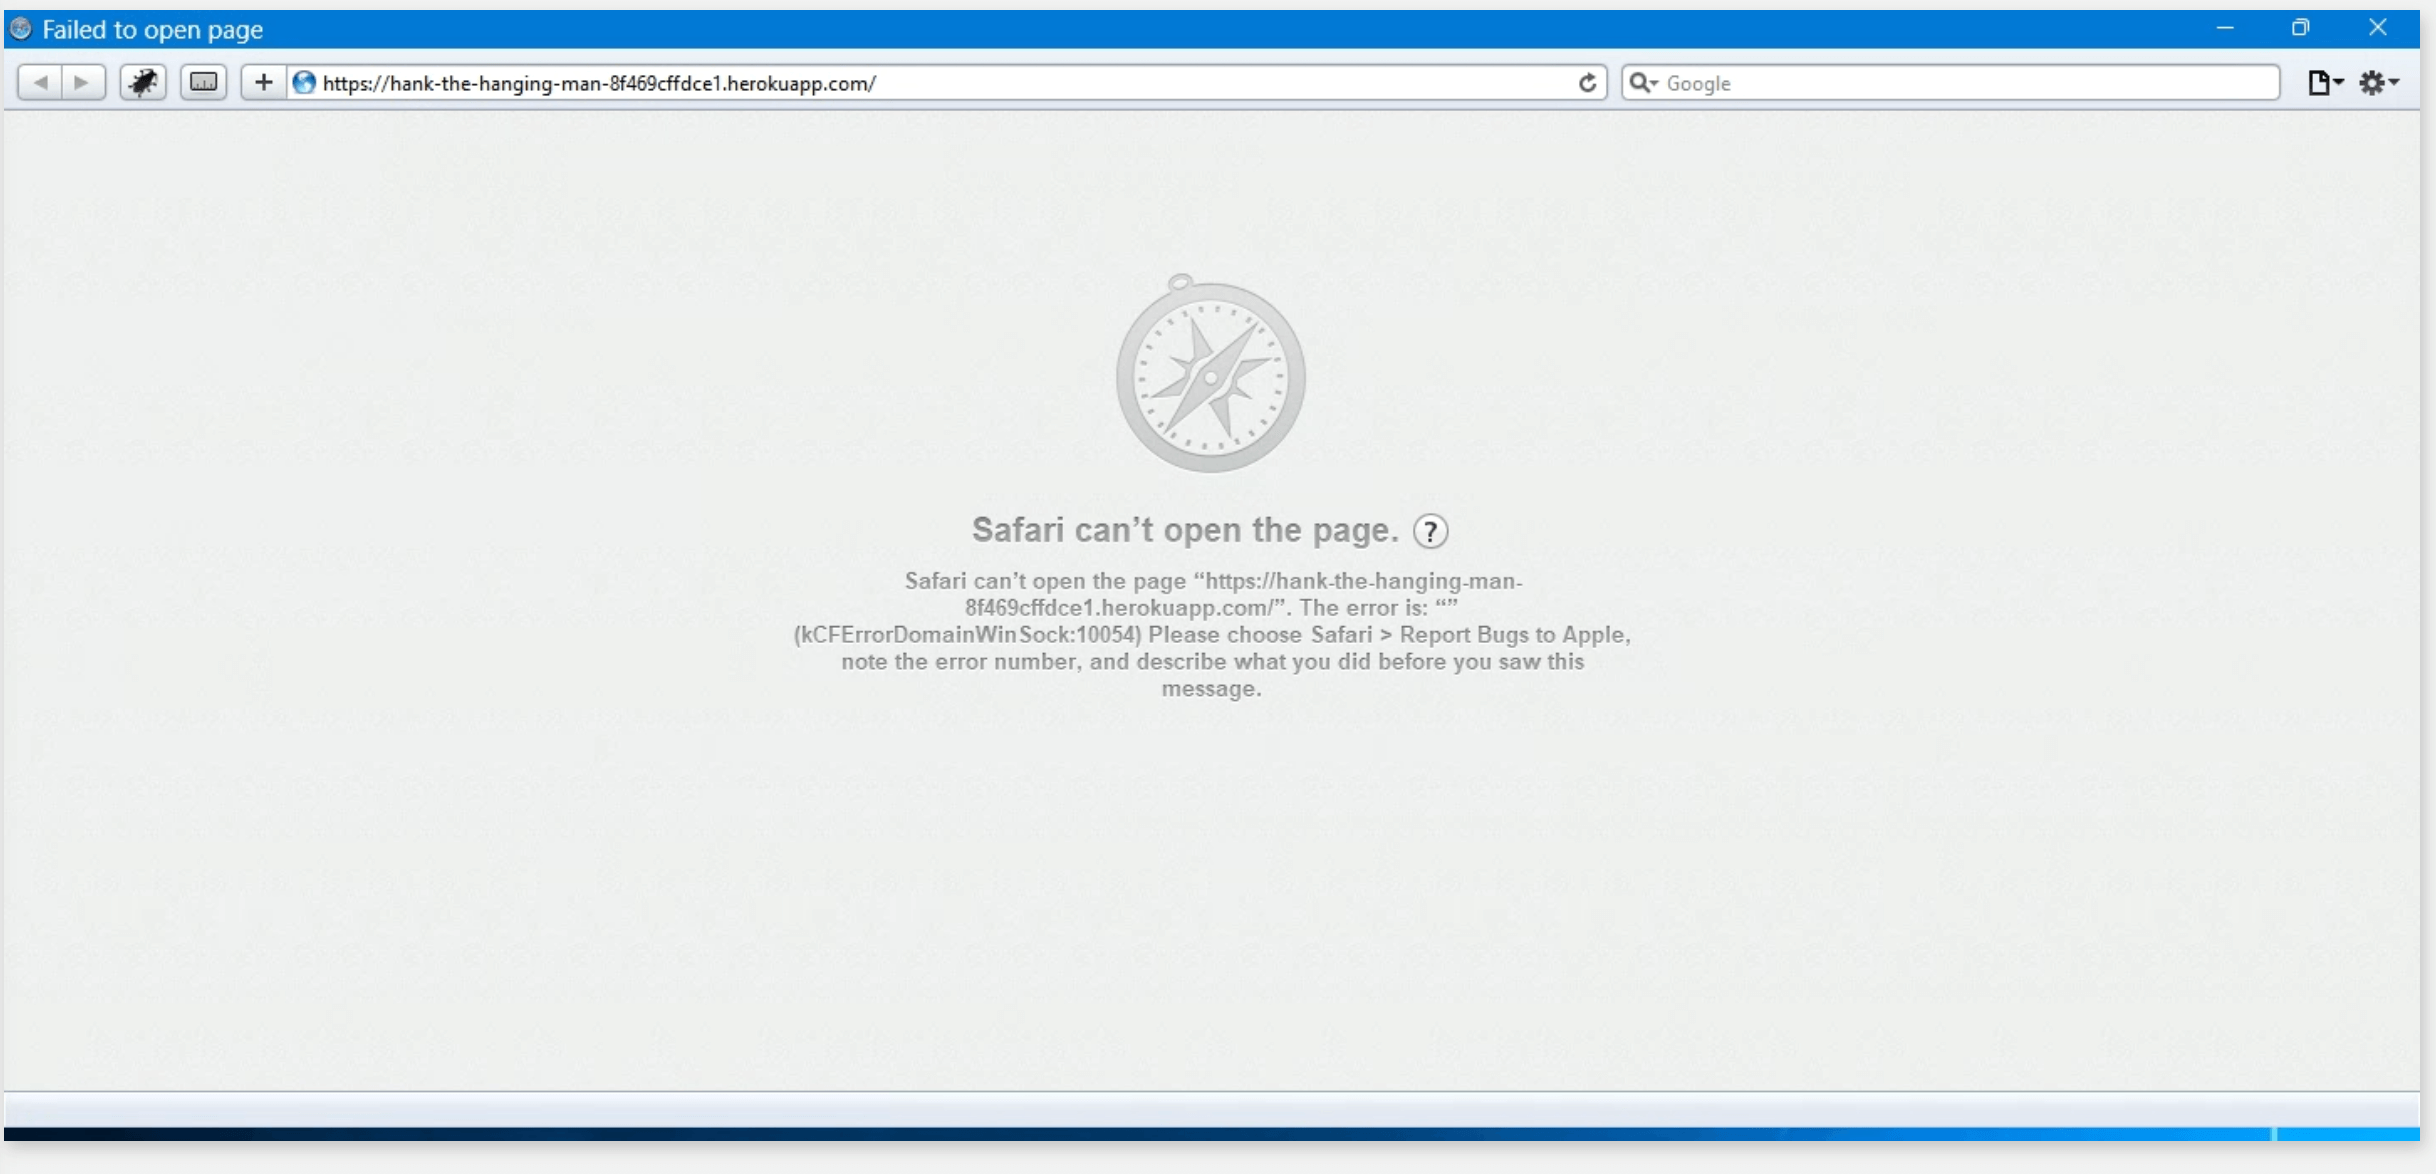 Failed to open page
https://hank-the-hanging-man-8f469cffdce1.herokuapp.com/
Google
Safari can’t open the page. ?
Safari can’t open the page “https://hank-the-hanging-man-
8f469cffdce1.herokuapp.com/”. The error is: “”
(kCFErrorDomainWinSock:10054) Please choose Safari > Report Bugs to Apple,
note the error number, and describe what you did before you saw this
message.